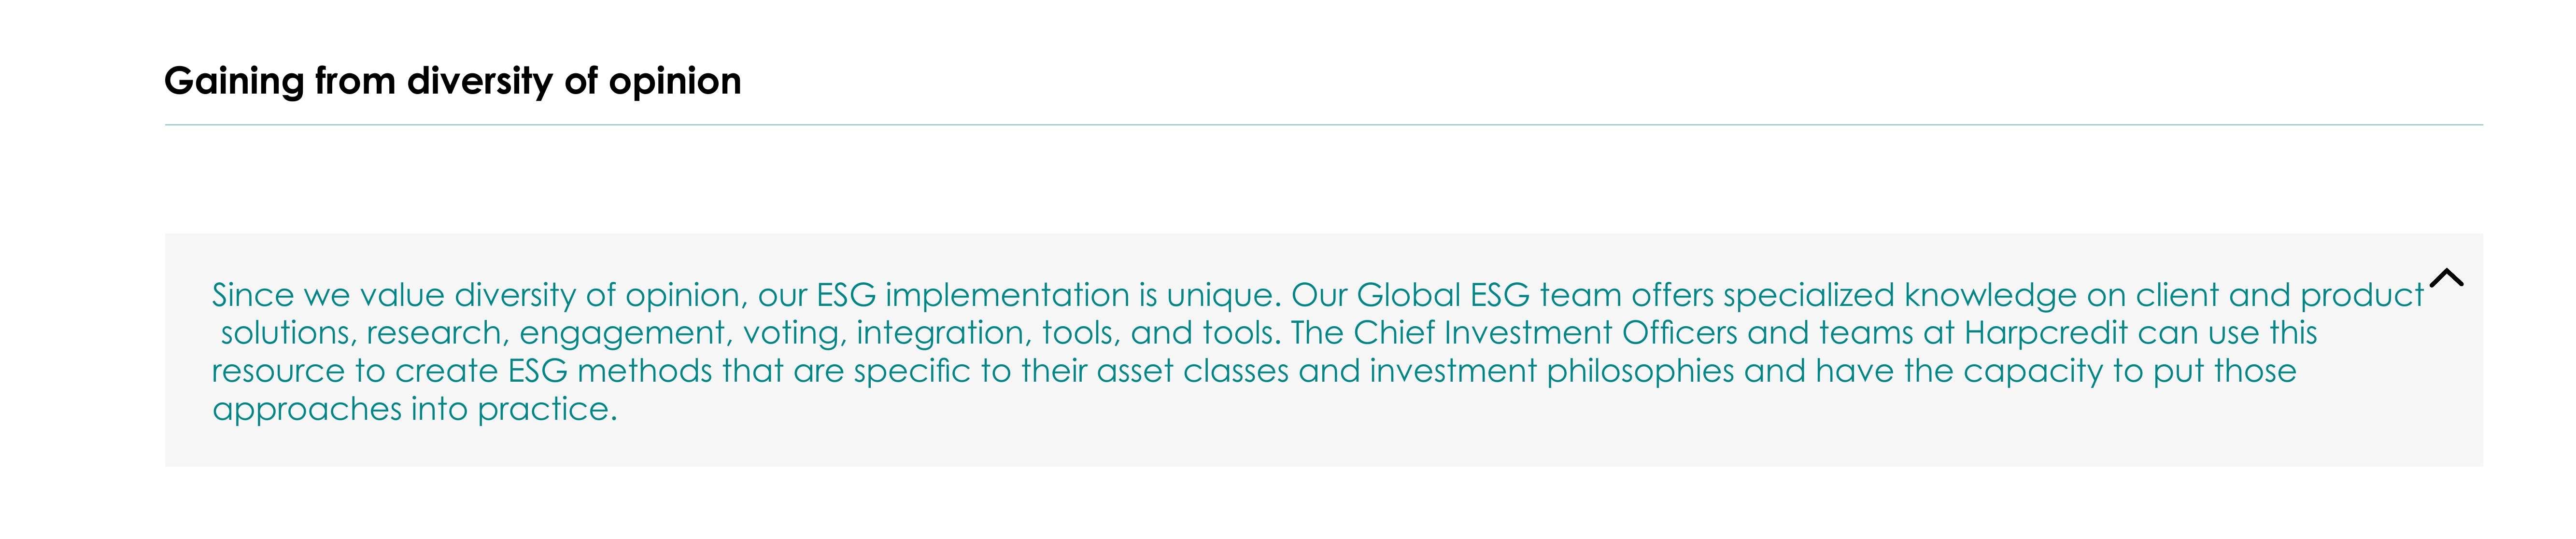 Gaining from diversity of opinion
Since we value diversity of opinion, our ESG implementation is unique. Our Global ESG team offers specialized knowledge on client and product
solutions, research, engagement, voting, integration, tools, and tools. The Chief Investment Officers and teams at Harpcredit can use this
resource to create ESG methods that are specific to their asset classes and investment philosophies and have the capacity to put those
approaches into practice.